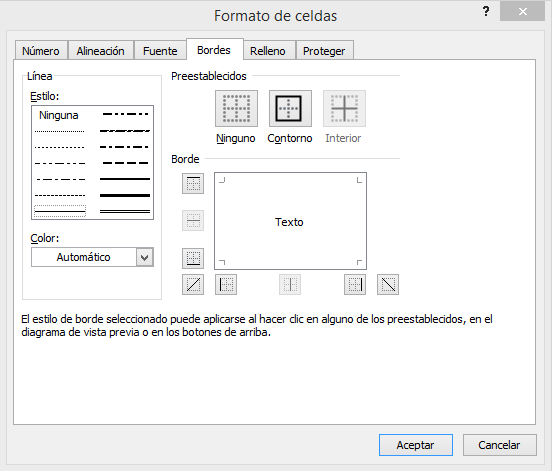 Formato de celdas
?
Número Alineación Fuente Bordes Relleno Proteger
Línea
Estilo:
Ninguna
Color:
Automático
Preestablecidos
Ninguno Contorno Interior
Borde
Texto
El estilo de borde seleccionado puede aplicarse al hacer clic en alguno de los preestablecidos, en el
diagrama de vista previa o en los botones de arriba.
Aceptar Cancelar